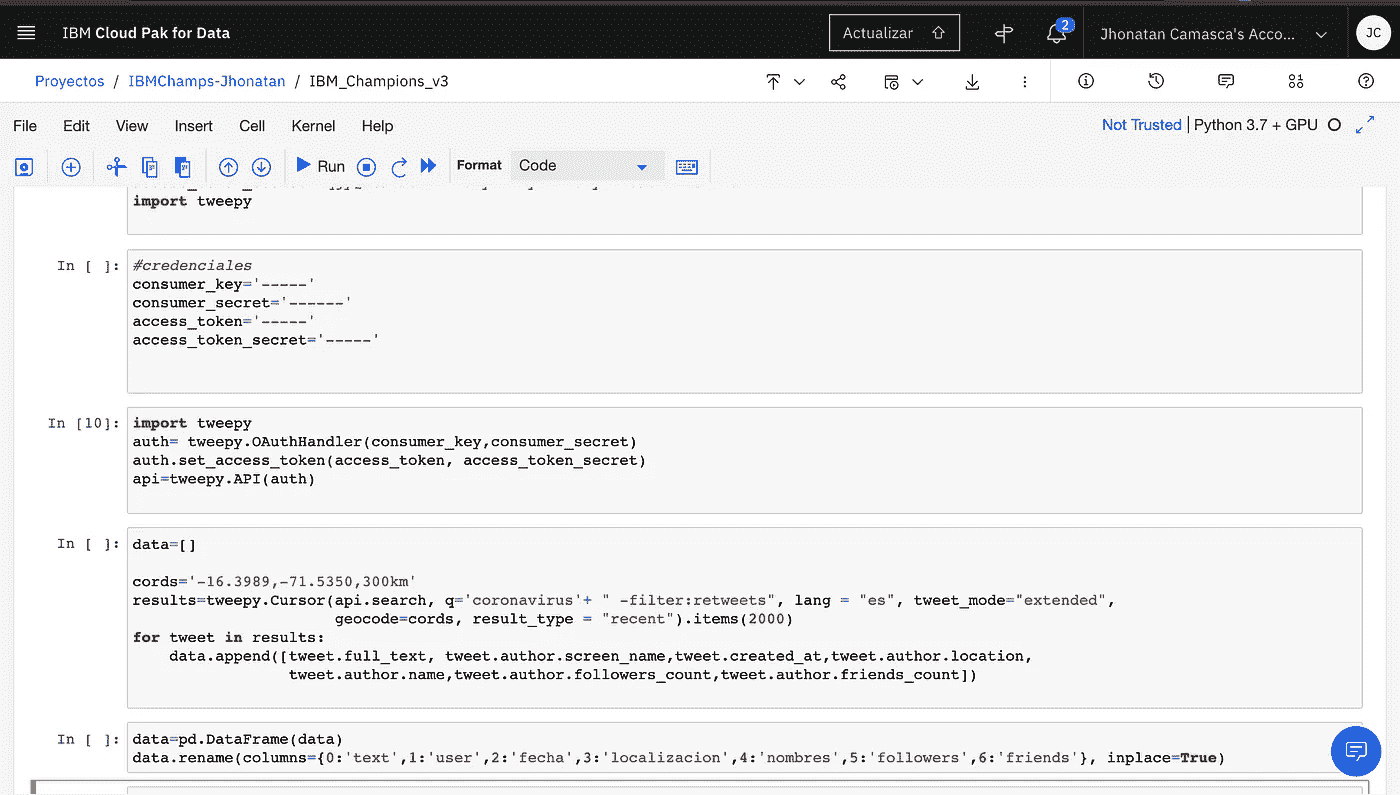 IBM Cloud Pak for Data
Actualizar
2
Jhonatan Camasca's Acco...
JC
Proyectos / IBMChamps-Jhonatan / IBM_Champions_v3
File Edit View Insert Cell Kernel Help
Not Trusted | Python 3.7 + GPU
Run
Format
Code
import tweepy
In [ ]:
#credenciales
consumer_key='-----'
consumer_secret='------'
access_token='-----'
access_token_secret='-----'
In [10]:
import tweepy
auth= tweepy.OAuthHandler(consumer_key,consumer_secret)
auth.set_access_token(access_token, access_token_secret)
api=tweepy.API(auth)
In [ ]:
data=[]
cords='-16.3989,-71.5350,300km'
results=tweepy.Cursor(api.search, q='coronavirus'+ " -filter:retweets", lang = "es", tweet_mode="extended",
geocode=cords, result_type = "recent").items(2000)
for tweet in results:
data.append([tweet.full_text, tweet.author.screen_name,tweet.created_at,tweet.author.location,
tweet.author.name,tweet.author.followers_count,tweet.author.friends_count])
In [ ]:
data=pd.DataFrame(data)
data.rename(columns={0:'text',1:'user',2:'fecha',3:'localizacion',4:'nombres',5:'followers',6:'friends'}, inplace=True)